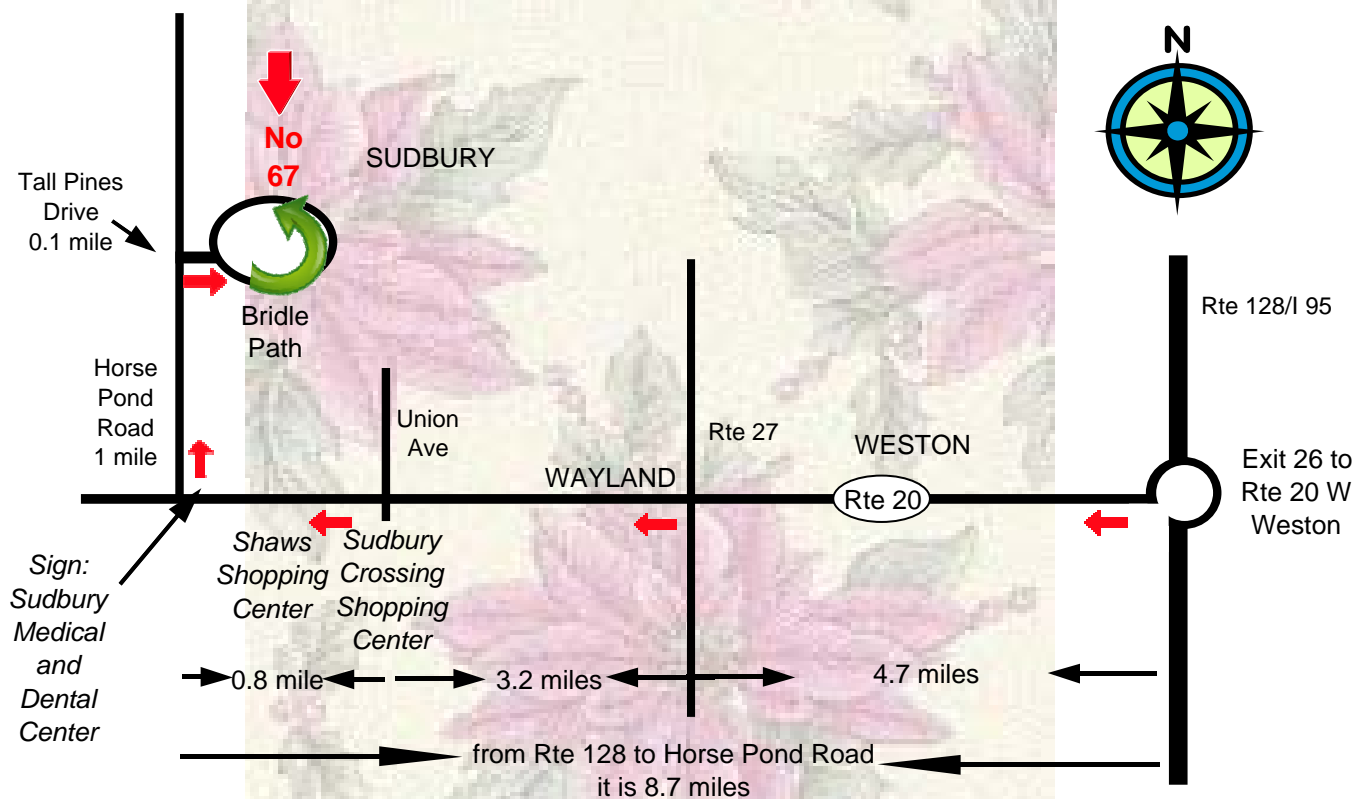 N
No
67
SUDBURY
Tall Pines
Drive
0.1 mile
Bridle
Path
Rte 128/I 95
Horse
Pond
Road
1 mile
Union
Ave
Rte 27
WESTON
WAYLAND
Rte 20
Exit 26 to
Rte 20 W
Weston
Sign:
Sudbury
Medical
and
Dental
Center
Shaws
Shopping
Center
Sudbury
Crossing
Shopping
Center
0.8 mile
3.2 miles
4.7 miles
from Rte 128 to Horse Pond Road
it is 8.7 miles